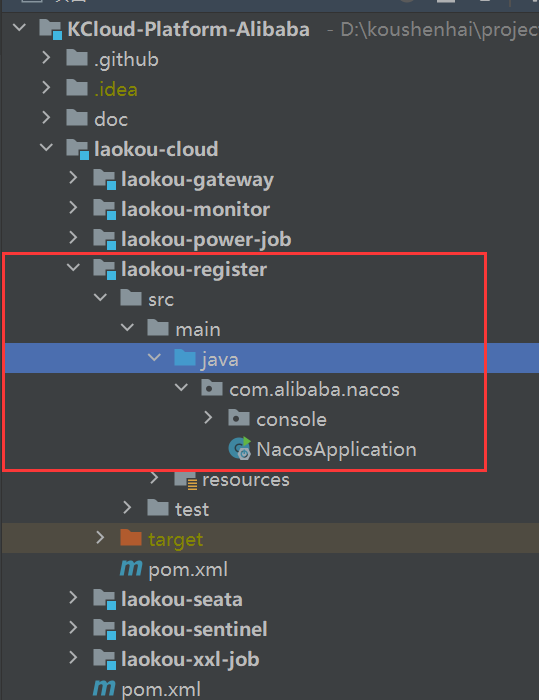 KCloud-Platform-Alibaba - D:\koushenhai\projec
.github
.idea
doc
laokou-cloud
laokou-gateway
laokou-monitor
laokou-power-job
laokou-register
src
main
java
com.alibaba.nacos
console
NacosApplication
resources
test
target
m pom.xml
laokou-seata
laokou-sentinel
laokou-xxl-job
m pom.xml